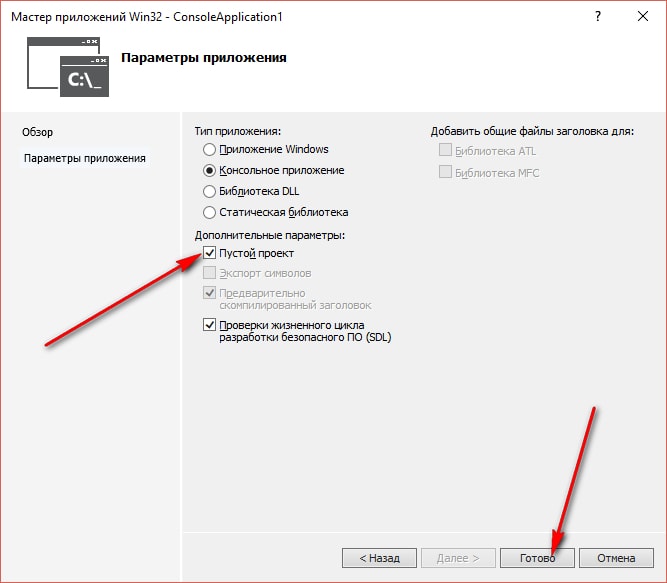 Мастер приложений Win32 - ConsoleApplication1
?
C:\_
Параметры приложения
Обзор
Параметры приложения
Тип приложения:
Приложение Windows
Консольное приложение
Библиотека DLL
Статическая библиотека
Дополнительные параметры:
Пустой проект
Экспорт символов
Предварительно
скомпилированный заголовок
Проверки жизненного цикла
разработки безопасного ПО (SDL)
Добавить общие файлы заголовка для:
Библиотека ATL
Библиотека MFC
< Назад
Далее >
Готово
Отмена